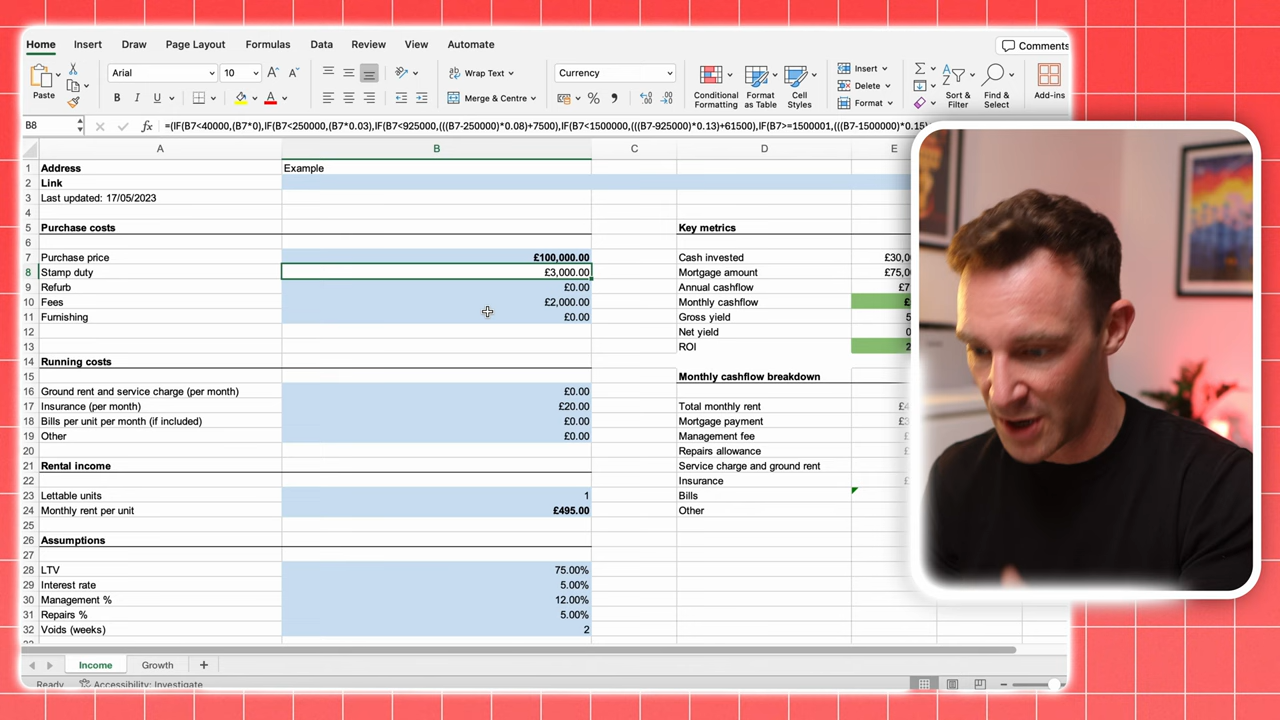 Home Insert Draw Page Layout Formulas Data Review View Automate Comments
Arial 10 Wrap Text Currency Insert
Paste Conditional Formatting Format as Table Cell Styles Delete Sort & Filter Find & Select Add-ins
B I U Merge & Centre % Format
B8 fx =(IF(B7<40000,(B7*0),IF(B7<250000,(B7*0.03),IF(B7<925000,(((B7-250000)*0.08)+7500),IF(B7<1500000,(((B7-925000)*0.13)+61500),IF(B7>=1500001,(((B7-1500000)*0.15)
A B C D E
1 Address Example
2 Link
3 Last updated: 17/05/2023
4
5 Purchase costs Key metrics
6
7 Purchase price £100,000.00 Cash invested £30,00
8 Stamp duty £3,000.00 Mortgage amount £75,0
9 Refurb £0.00 Annual cashflow £7
10 Fees £2,000.00 Monthly cashflow
11 Furnishing £0.00 Gross yield 5
12 Net yield 0
13 ROI 2
14 Running costs
15 Monthly cashflow breakdown
16 Ground rent and service charge (per month) £0.00
17 Insurance (per month) £20.00 Total monthly rent £4
18 Bills per unit per month (if included) £0.00 Mortgage payment £3
19 Other £0.00 Management fee £
20 Repairs allowance £
21 Rental income Service charge and ground rent
22 Insurance £
23 Lettable units 1 Bills
24 Monthly rent per unit £495.00 Other
25
26 Assumptions
27
28 LTV 75.00%
29 Interest rate 5.00%
30 Management % 12.00%
31 Repairs % 5.00%
32 Voids (weeks) 2
Income Growth +
Ready Accessibility: Investigate